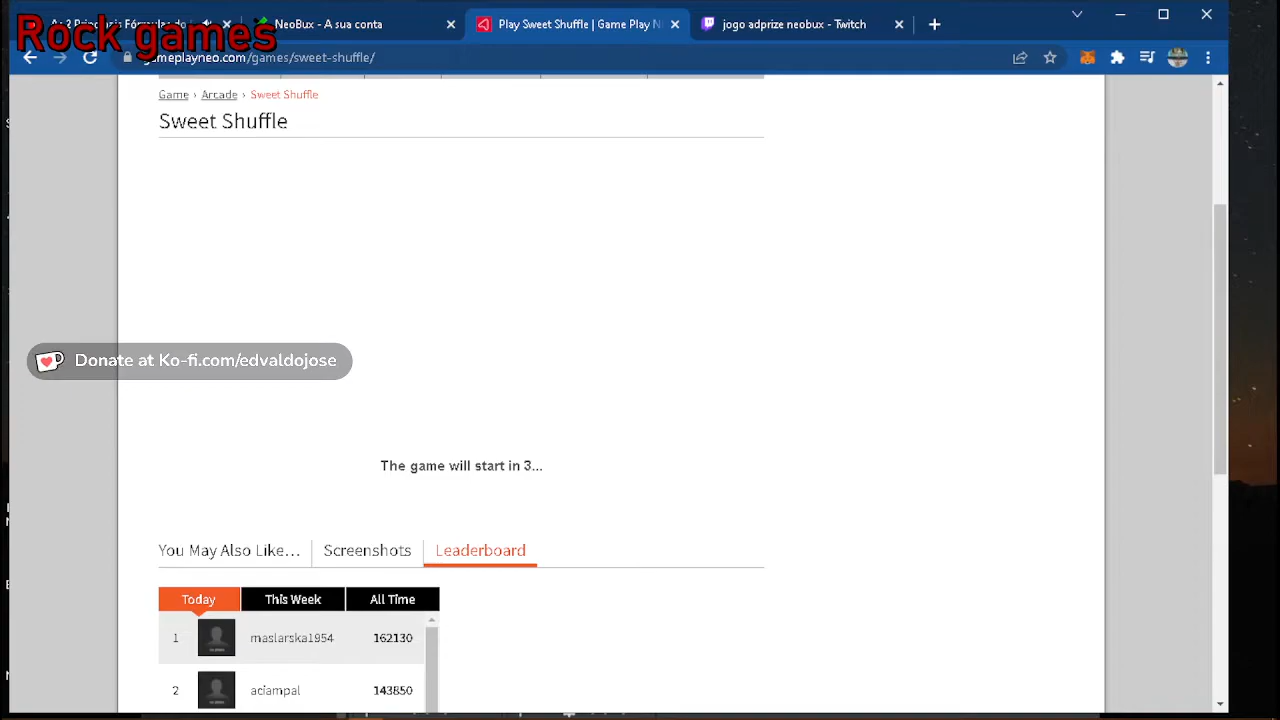 NeoBux - A sua conta
Play Sweet Shuffle | Game Play N
jogo adprize neobux - Twitch
Rock games
gameplayneo.com/games/sweet-shuffle/
Game › Arcade › Sweet Shuffle
Sweet Shuffle
Donate at Ko-fi.com/edvaldojose
The game will start in 3...
You May Also Like...
Screenshots
Leaderboard
Today
This Week
All Time
1 maslarska1954 162130
2 aciampal 143850